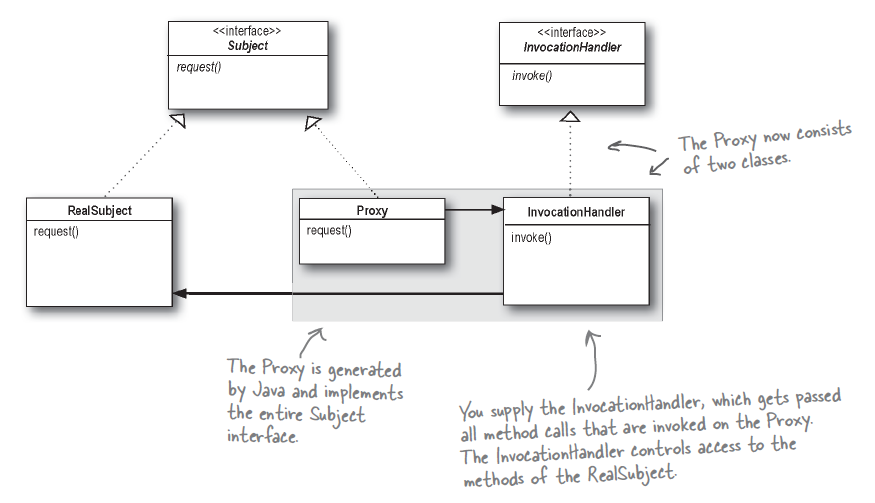 <<interface>>
Subject
request()
<<interface>>
InvocationHandler
invoke()
The Proxy now consists
of two classes.
RealSubject
request()
Proxy
request()
InvocationHandler
invoke()
The Proxy is generated
by Java and implements
the entire Subject
interface.
You supply the InvocationHandler, which gets passed
all method calls that are invoked on the Proxy.
The InvocationHandler controls access to the
methods of the RealSubject.